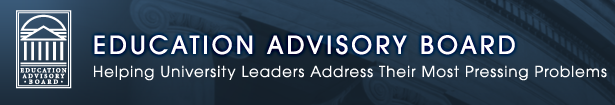 EDUCATION
ADVISORY
BOARD
EDUCATION ADVISORY BOARD
Helping University Leaders Address Their Most Pressing Problems